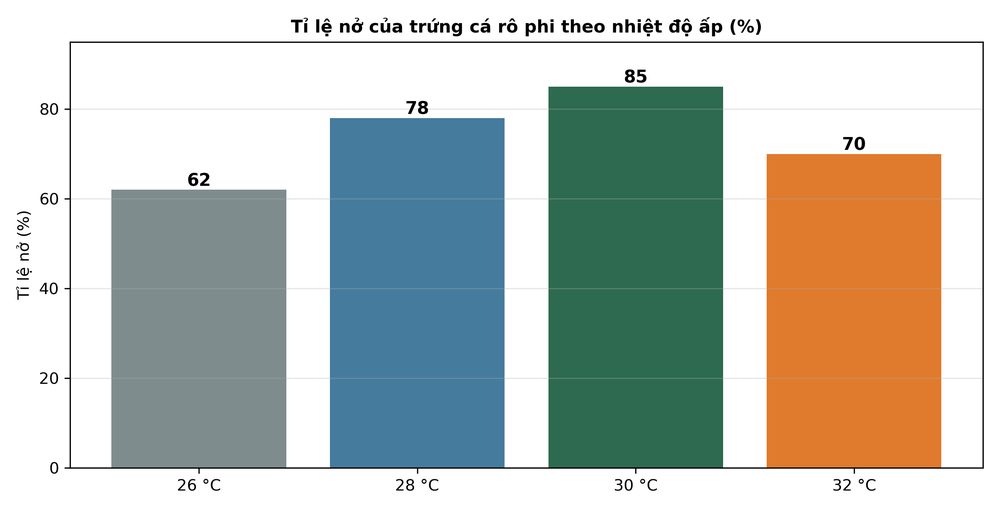 Tỉ lệ nở của trứng cá rô phi theo nhiệt độ ấp (%)
Tỉ lệ nở (%)
80
60
40
20
0
62
78
85
70
26 °C
28 °C
30 °C
32 °C